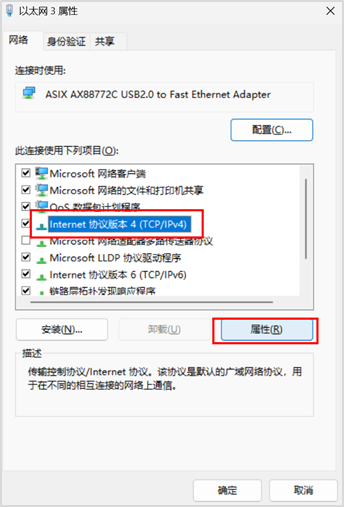 以太网 3 属性
网络 身份验证 共享
连接时使用:
ASIX AX88772C USB2.0 to Fast Ethernet Adapter
配置(C)...
此连接使用下列项目(O):
Microsoft 网络客户端
Microsoft 网络的文件和打印机共享
QoS 数据包计划程序
Internet 协议版本 4 (TCP/IPv4)
Microsoft 网络适配器多路传送器协议
Microsoft LLDP 协议驱动程序
Internet 协议版本 6 (TCP/IPv6)
链路层拓扑发现响应程序
安装(N)... 卸载(U) 属性(R)
描述
传输控制协议/Internet 协议。该协议是默认的广域网络协议，用
于在不同的相互连接的网络上通信。
确定 取消